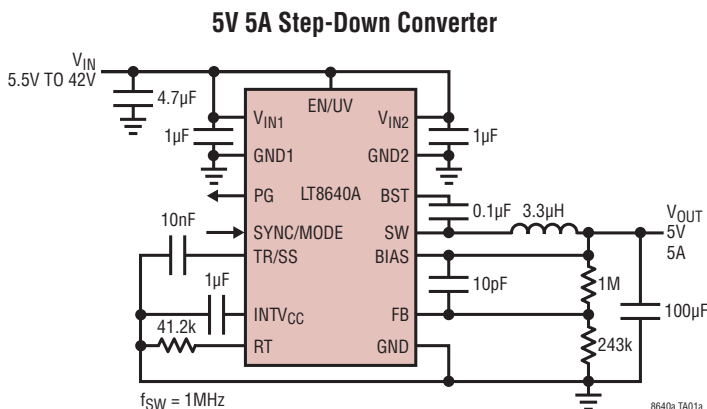 5V 5A Step-Down Converter
VIN
5.5V TO 42V
4.7µF
EN/UV
VIN1
VIN2
1µF
1µF
GND1
GND2
PG
LT8640A
BST
10nF
0.1µF
3.3µH
VOUT
5V
5A
SYNC/MODE
SW
TR/SS
BIAS
1µF
10pF
1M
100µF
INTVCC
FB
41.2k
RT
GND
243k
fSW = 1MHz
8640a TA01a